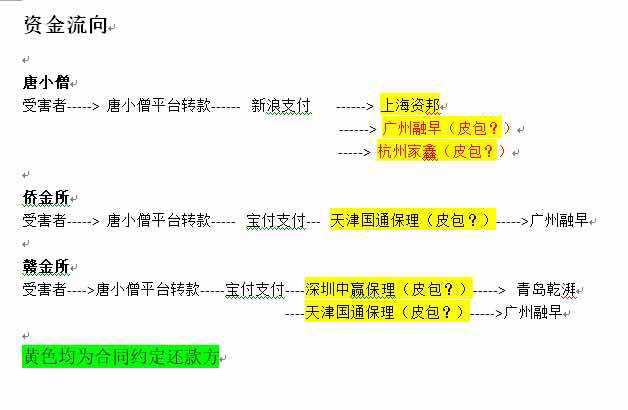 资金流向
唐小僧
受害者-----> 唐小僧平台转款------ 新浪支付 ------> 上海资邦
------> 广州融早（皮包？）
-----> 杭州家鑫（皮包？）
侨金所
受害者-----> 唐小僧平台转款----- 宝付支付--- 天津国通保理（皮包？）----->广州融早
赣金所
受害者---->唐小僧平台转款-----宝付支付----深圳中赢保理（皮包？）-----> 青岛乾湃
----天津国通保理（皮包？）----->广州融早
黄色均为合同约定还款方